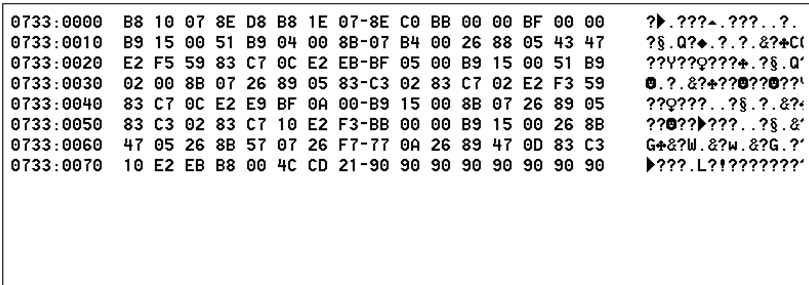 0733:0000 B8 10 07 8E D8 B8 1E 07-8E C0 BB 00 00 BF 00 00 ?►.???▲.???..?.
0733:0010 B9 15 00 51 B9 04 00 8B-07 B4 00 26 88 05 43 47 ?§.Q?♦.?.?.&?♣C
0733:0020 E2 F5 59 83 C7 0C E2 EB-BF 05 00 B9 15 00 51 B9 ??Y??♀???♣.?§.Q
0733:0030 02 00 8B 07 26 89 05 83-C3 02 83 C7 02 E2 F3 59 ☻.?.&?♣??☻??☻??
0733:0040 83 C7 0C E2 E9 BF 0A 00-B9 15 00 8B 07 26 89 05 ??♀???..?§.?.&?
0733:0050 83 C3 02 83 C7 10 E2 F3-BB 00 00 B9 15 00 26 8B ??☻??►???..?§.&
0733:0060 47 05 26 8B 57 07 26 F7-77 0A 26 89 47 0D 83 C3 G♣&?W.&?w.&?G.?
0733:0070 10 E2 EB B8 00 4C CD 21-90 90 90 90 90 90 90 90 ►???.L?!???????